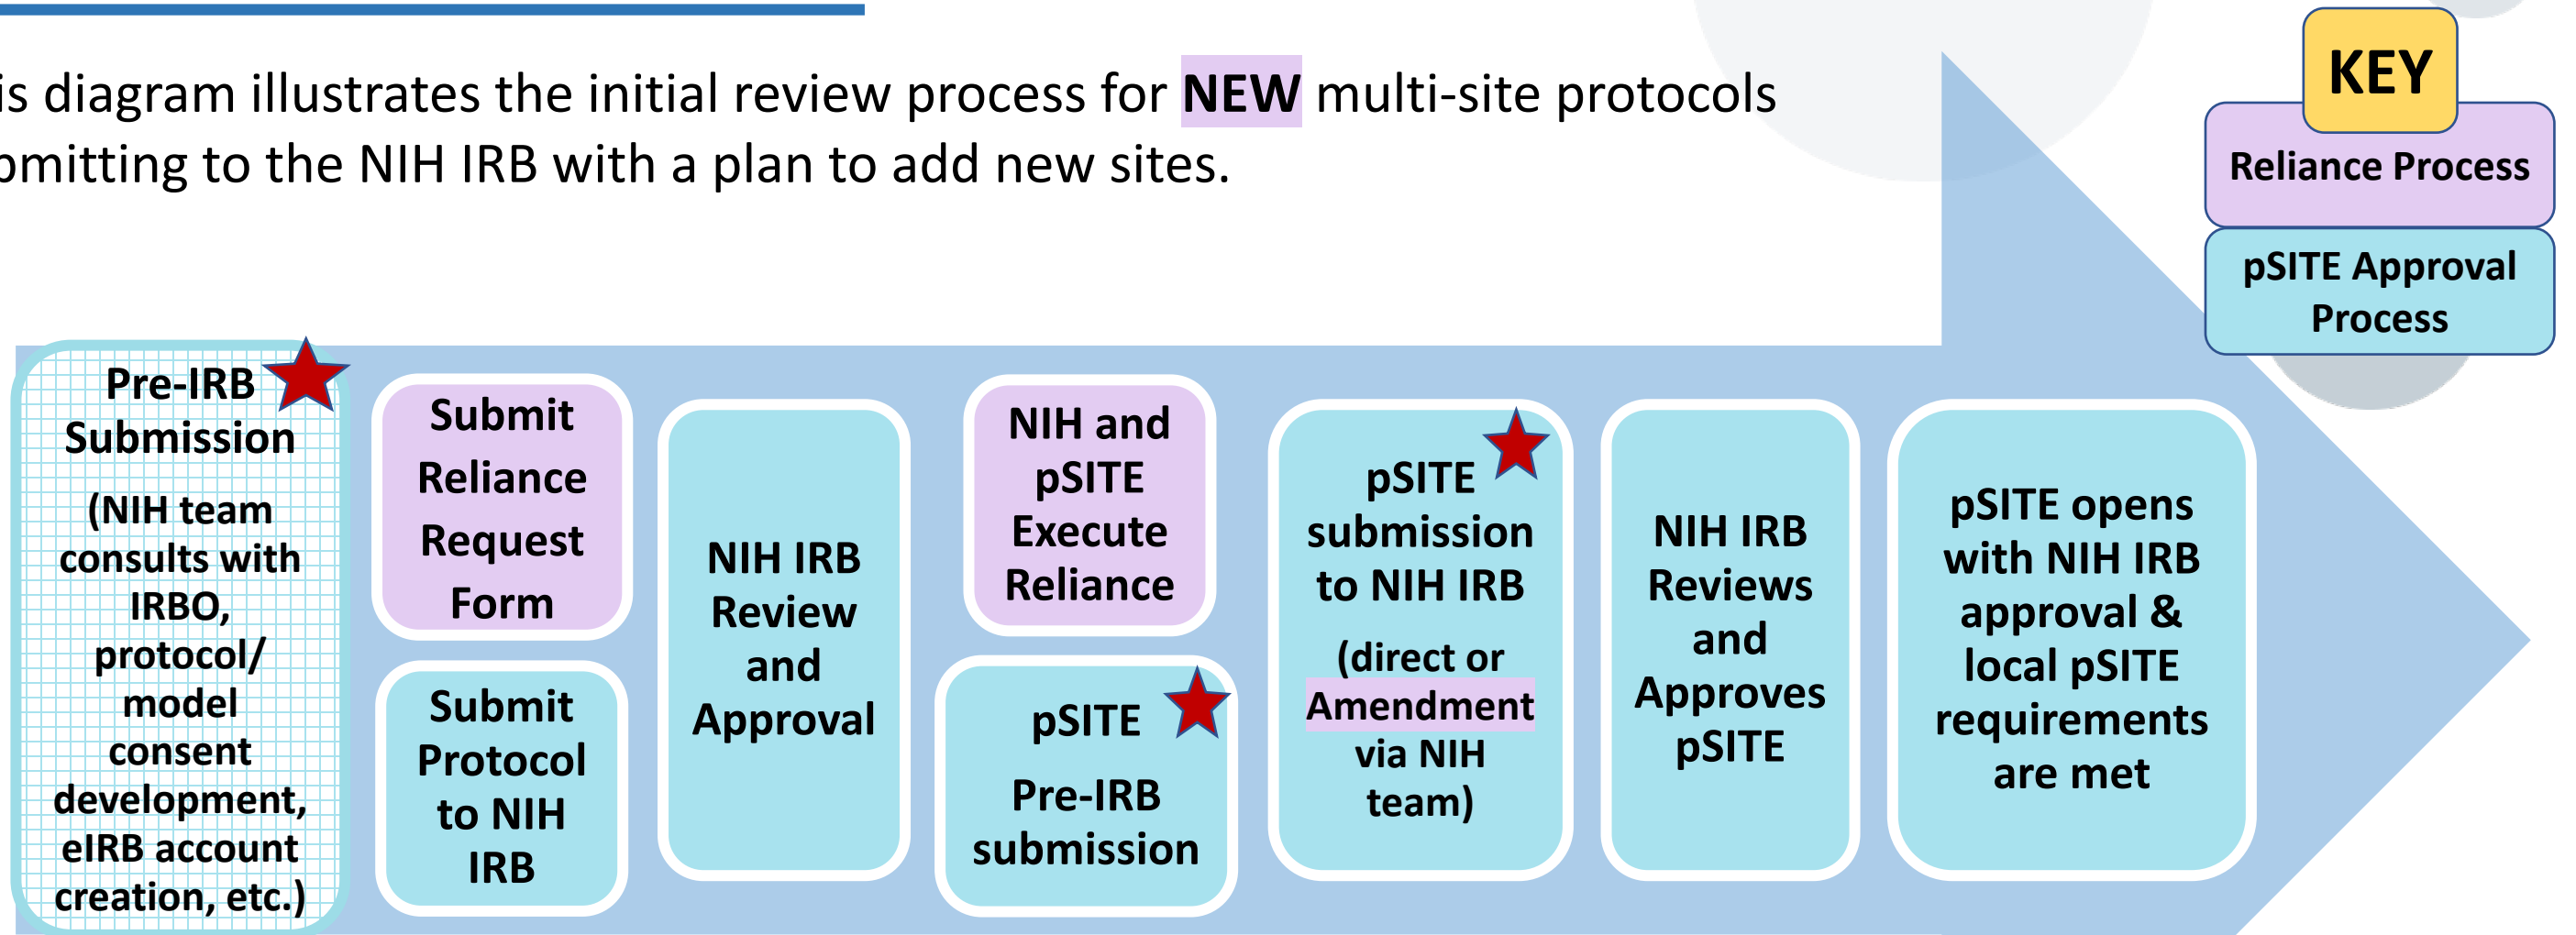 is diagram illustrates the initial review process for NEW multi-site protocols
bmitting to the NIH IRB with a plan to add new sites.
KEY
Reliance Process
pSITE Approval
Process
Pre-IRB
Submission
(NIH team
consults with
IRBO,
protocol/
model
consent
development,
eIRB account
creation, etc.)
Submit
Reliance
Request
Form
Submit
Protocol
to NIH
IRB
NIH IRB
Review
and
Approval
NIH and
pSITE
Execute
Reliance
pSITE
Pre-IRB
submission
pSITE
submission
to NIH IRB
(direct or
Amendment
via NIH
team)
NIH IRB
Reviews
and
Approves
pSITE
pSITE opens
with NIH IRB
approval &
local pSITE
requirements
are met